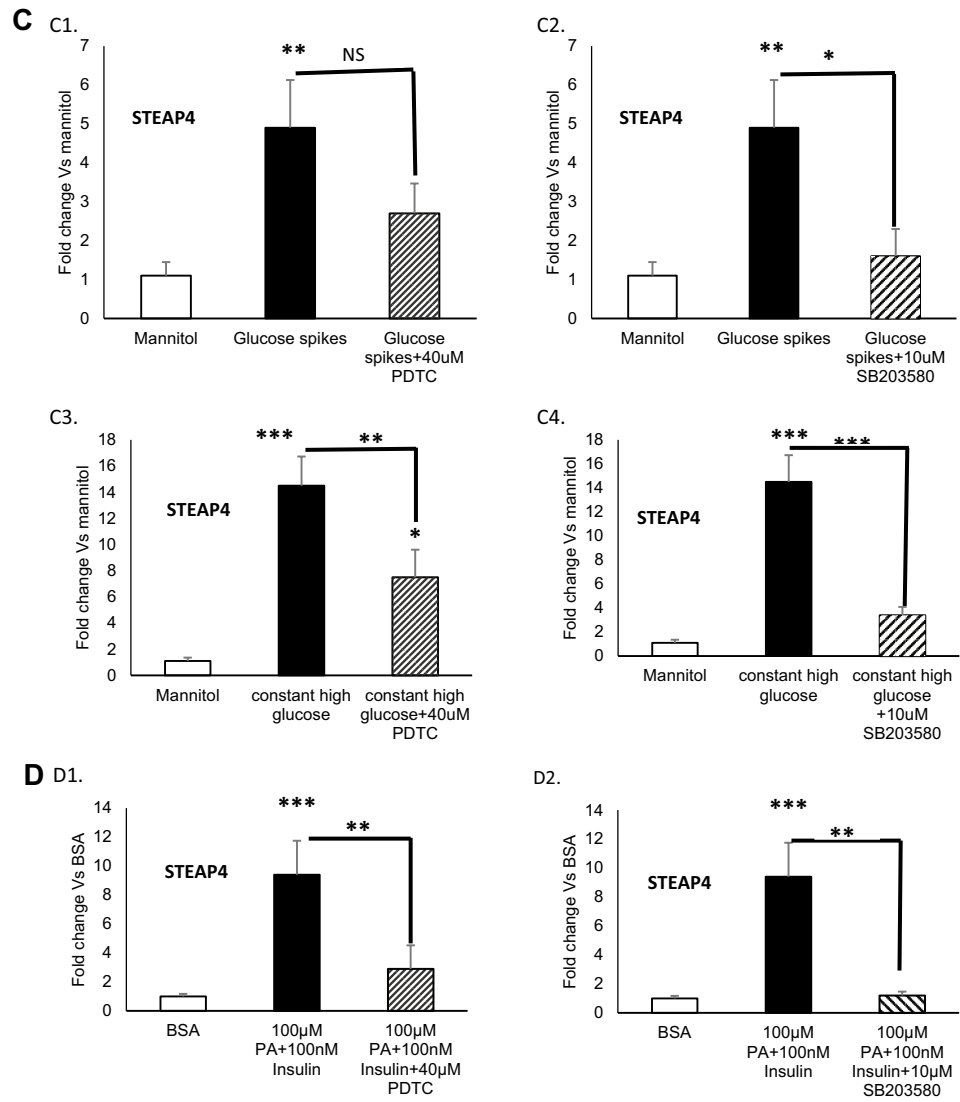 C C1.
7
6
5
4
3
2
1
0
Fold change Vs mannitol
STEAP4
**
NS
Mannitol
Glucose spikes
Glucose
spikes+40uM
PDTC
C2.
7
6
5
4
3
2
1
0
Fold change Vs mannitol
STEAP4
**
*
Mannitol
Glucose spikes
Glucose
spikes+10uM
SB203580
C3.
18
16
14
12
10
8
6
4
2
0
Fold change Vs mannitol
STEAP4
***
**
*
Mannitol
constant high
glucose
constant high
glucose+40uM
PDTC
C4.
18
16
14
12
10
8
6
4
2
0
Fold change Vs mannitol
STEAP4
***
***
Mannitol
constant high
glucose
constant high
glucose
+10uM
SB203580
D D1.
14
12
10
8
6
4
2
0
Fold change Vs BSA
STEAP4
***
**
BSA
100µM
PA+100nM
Insulin
100µM
PA+100nM
Insulin+40µM
PDTC
D2.
14
12
10
8
6
4
2
0
Fold change Vs BSA
STEAP4
***
**
BSA
100µM
PA+100nM
Insulin
100µM
PA+100nM
Insulin+10µM
SB203580